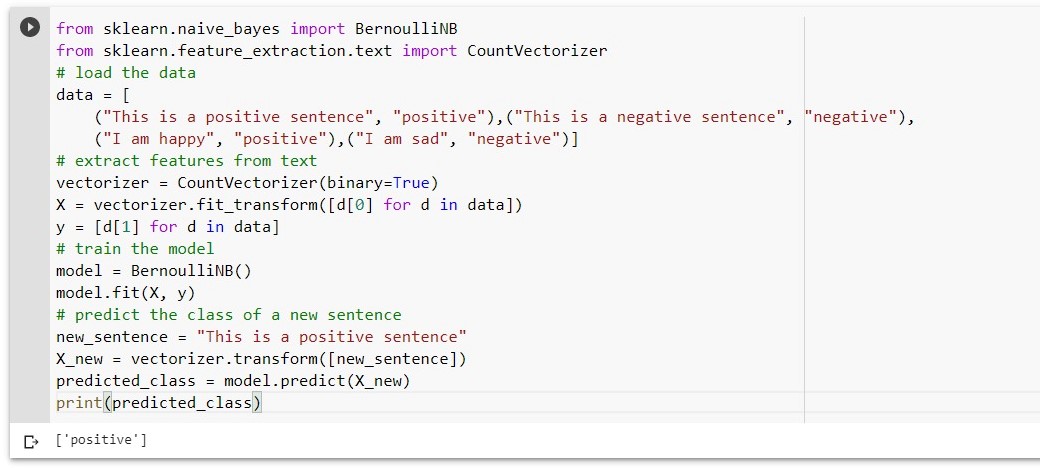 from sklearn.naive_bayes import BernoulliNB
from sklearn.feature_extraction.text import CountVectorizer
# load the data
data = [
    ("This is a positive sentence", "positive"),("This is a negative sentence", "negative"),
    ("I am happy", "positive"),("I am sad", "negative")]
# extract features from text
vectorizer = CountVectorizer(binary=True)
X = vectorizer.fit_transform([d[0] for d in data])
y = [d[1] for d in data]
# train the model
model = BernoulliNB()
model.fit(X, y)
# predict the class of a new sentence
new_sentence = "This is a positive sentence"
X_new = vectorizer.transform([new_sentence])
predicted_class = model.predict(X_new)
print(predicted_class)
['positive']